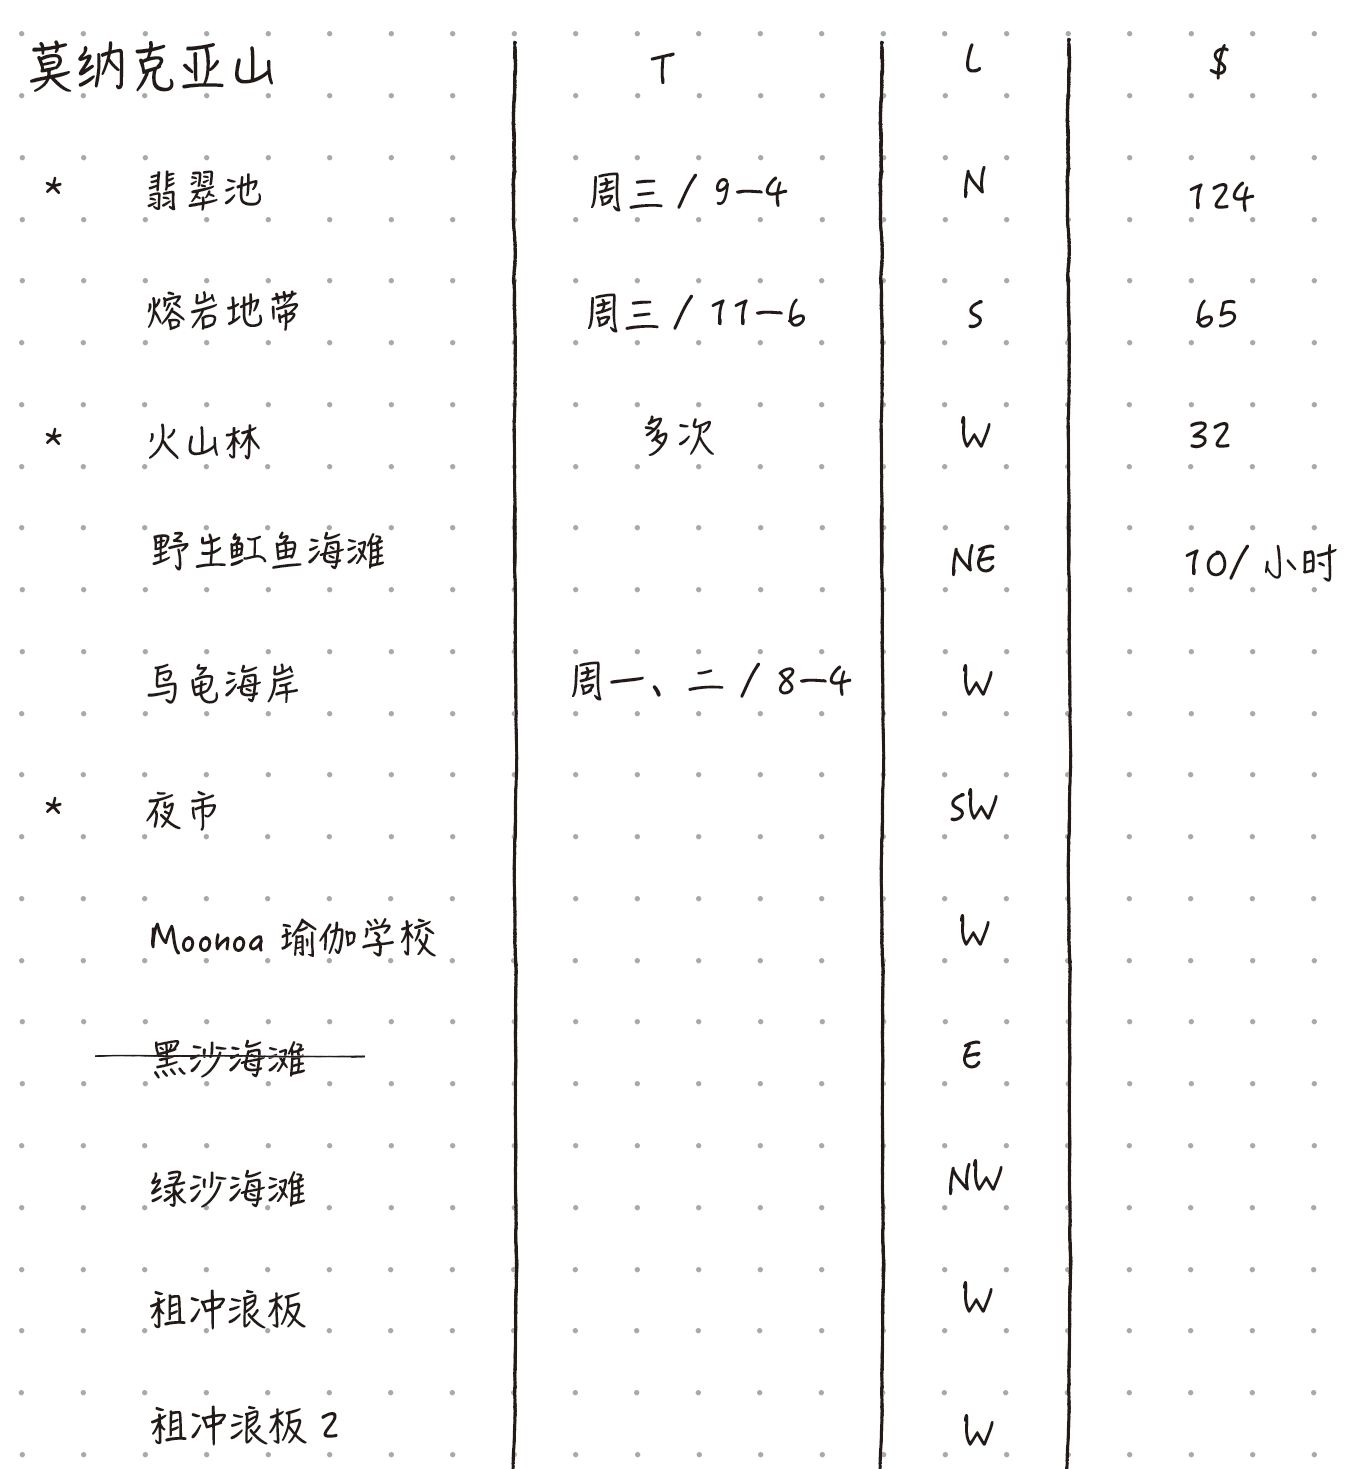 莫纳克亚山 T L $
* 翡翠池 周三 / 9-4 N 124
熔岩地带 周三 / 11-6 S 65
* 火山林 多次 W 32
野生魟鱼海滩 NE 10/ 小时
乌龟海岸 周一、二 / 8-4 W
* 夜市 SW
Moonoa 瑜伽学校 W
黑沙海滩 E
绿沙海滩 NW
租冲浪板 W
租冲浪板 2 W